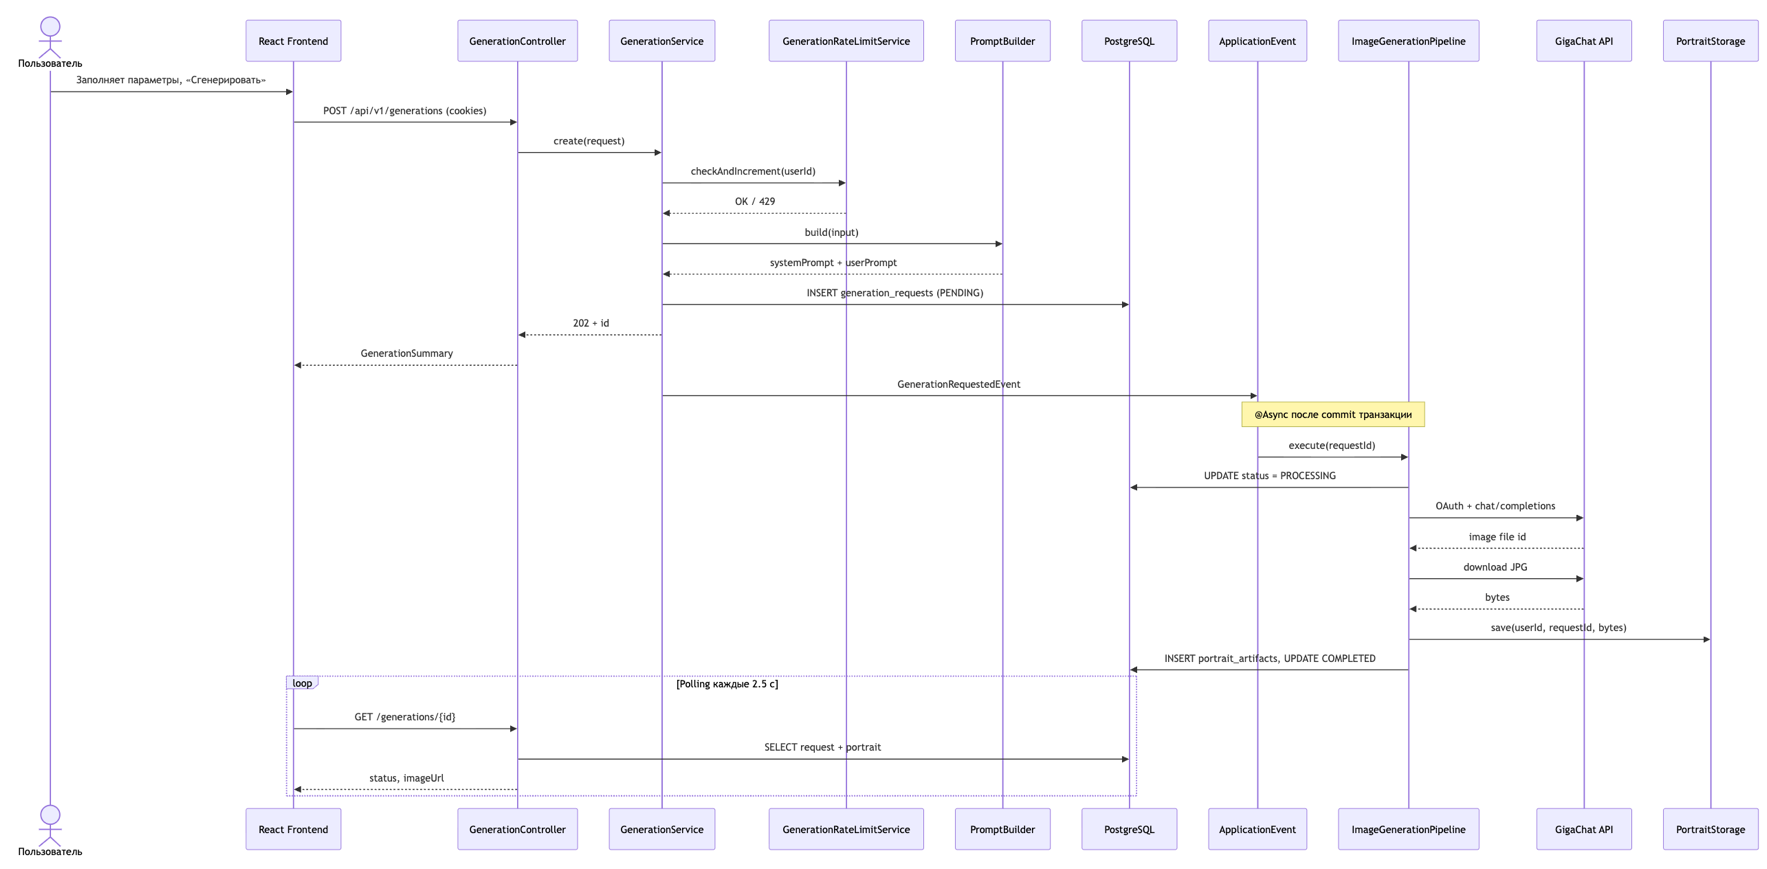 Пользователь
React Frontend
GenerationController
GenerationService
GenerationRateLimitService
PromptBuilder
PostgreSQL
ApplicationEvent
ImageGenerationPipeline
GigaChat API
PortraitStorage
Заполняет параметры, «Сгенерировать»
POST /api/v1/generations (cookies)
create(request)
checkAndIncrement(userId)
OK / 429
build(input)
systemPrompt + userPrompt
INSERT generation_requests (PENDING)
202 + id
GenerationSummary
GenerationRequestedEvent
@Async после commit транзакции
execute(requestId)
UPDATE status = PROCESSING
OAuth + chat/completions
image file id
download JPG
bytes
save(userId, requestId, bytes)
INSERT portrait_artifacts, UPDATE COMPLETED
loop
[Polling каждые 2.5 с]
GET /generations/{id}
SELECT request + portrait
status, imageUrl
Пользователь
React Frontend
GenerationController
GenerationService
GenerationRateLimitService
PromptBuilder
PostgreSQL
ApplicationEvent
ImageGenerationPipeline
GigaChat API
PortraitStorage